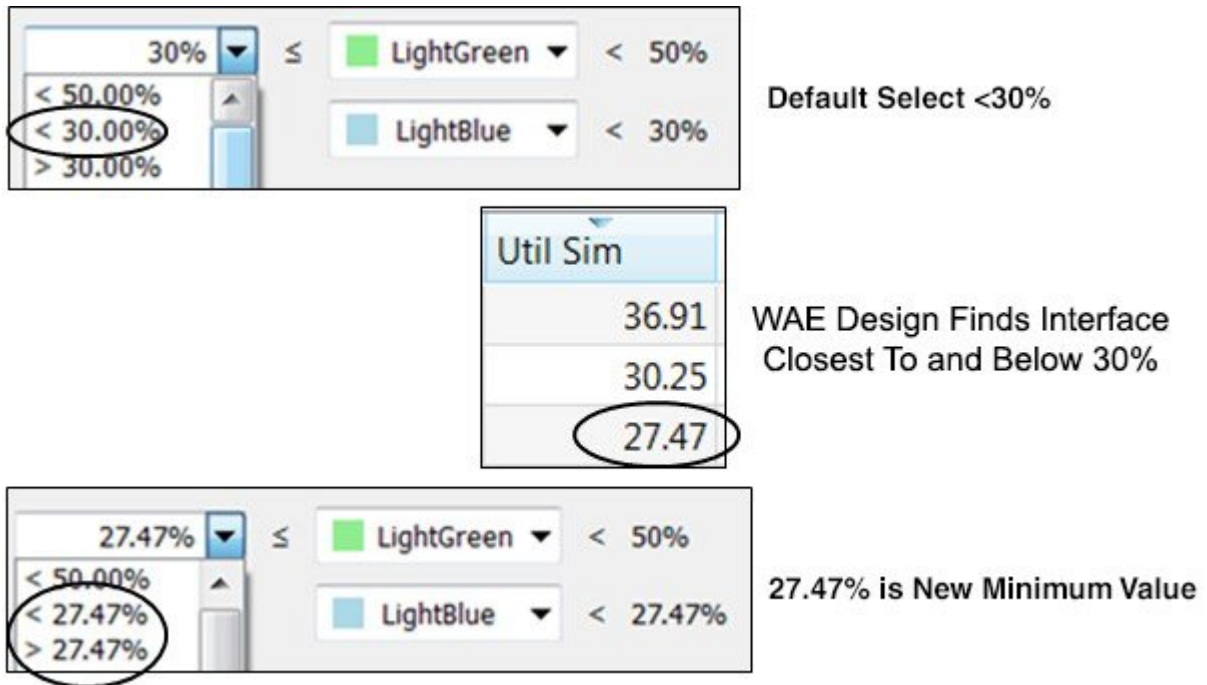 30% ≤ LightGreen < 50%
< 50.00%
< 30.00%
> 30.00%
LightBlue < 30%
Default Select <30%
Util Sim
36.91
30.25
27.47
WAE Design Finds Interface
Closest To and Below 30%
27.47% ≤ LightGreen < 50%
< 50.00%
< 27.47%
> 27.47%
LightBlue < 27.47%
27.47% is New Minimum Value